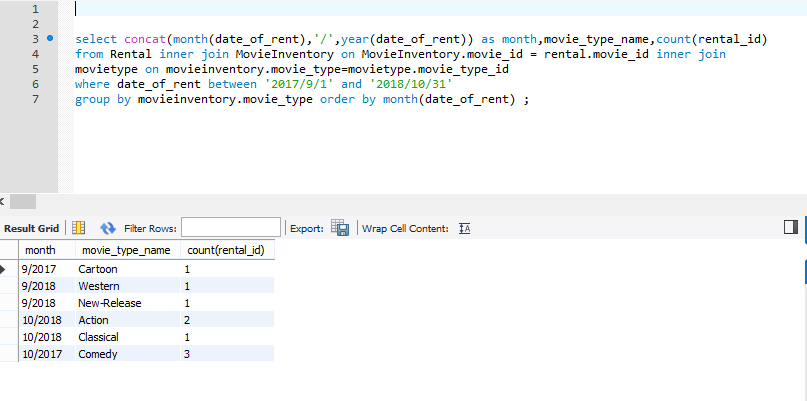 1
2
3 select concat(month(date_of_rent),'/',year(date_of_rent)) as month,movie_type_name,count(rental_id)
4 from Rental inner join MovieInventory on MovieInventory.movie_id = rental.movie_id inner join
5 movietype on movieinventory.movie_type=movietype.movie_type_id
6 where date_of_rent between '2017/9/1' and '2018/10/31'
7 group by movieinventory.movie_type order by month(date_of_rent) ;
Result Grid Filter Rows: Export: Wrap Cell Content: IA
month movie_type_name count(rental_id)
9/2017 Cartoon 1
9/2018 Western 1
9/2018 New-Release 1
10/2018 Action 2
10/2018 Classical 1
10/2017 Comedy 3